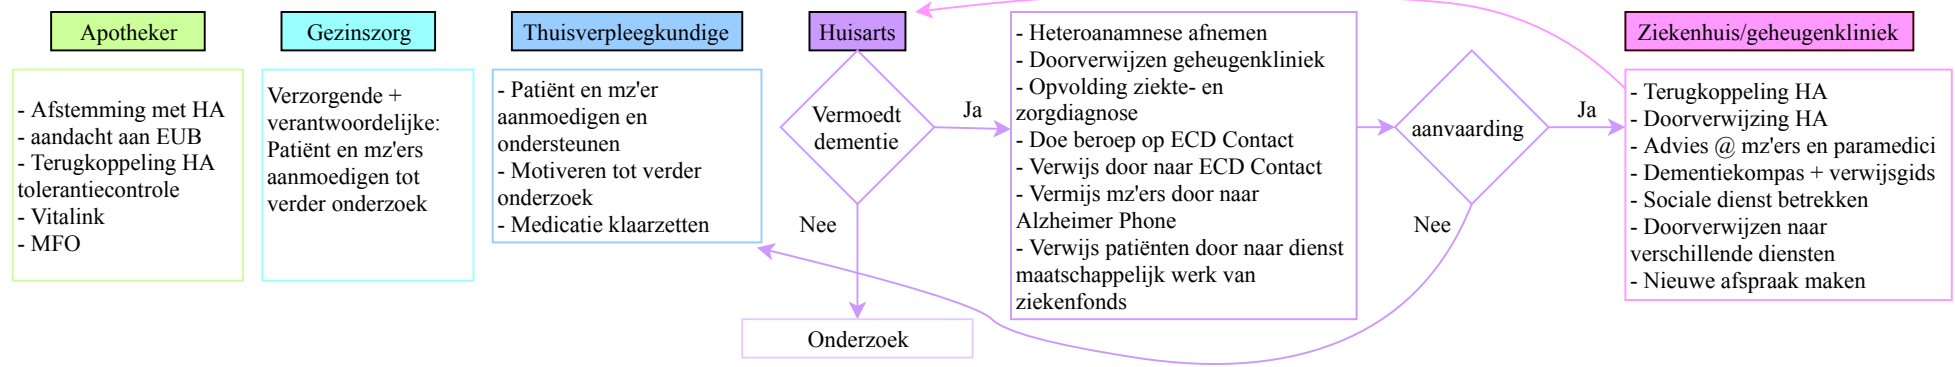 Apotheker
- Afstemming met HA
- aandacht aan EUB
- Terugkoppeling HA
tolerantiecontrole
- Vitalink
- MFO
Gezinszorg
Verzorgende +
verantwoordelijke:
Patiënt en mz'ers
aanmoedigen tot
verder onderzoek
Thuisverpleegkundige
- Patiënt en mz'er
aanmoedigen en
ondersteunen
- Motiveren tot verder
onderzoek
- Medicatie klaarzetten
Huisarts
Vermoedt
dementie
Ja
Nee
Onderzoek
- Heteroanamnese afnemen
- Doorverwijzen geheugenkliniek
- Opvolding ziekte- en
zorgdiagnose
- Doe beroep op ECD Contact
- Verwijs door naar ECD Contact
- Vermijs mz'ers door naar
Alzheimer Phone
- Verwijs patiënten door naar dienst
maatschappelijk werk van
ziekenfonds
aanvaarding
Ja
Nee
Ziekenhuis/geheugenkliniek
- Terugkoppeling HA
- Doorverwijzing HA
- Advies @ mz'ers en paramedici
- Dementiekompas + verwijsgids
- Sociale dienst betrekken
- Doorverwijzen naar
verschillende diensten
- Nieuwe afspraak maken